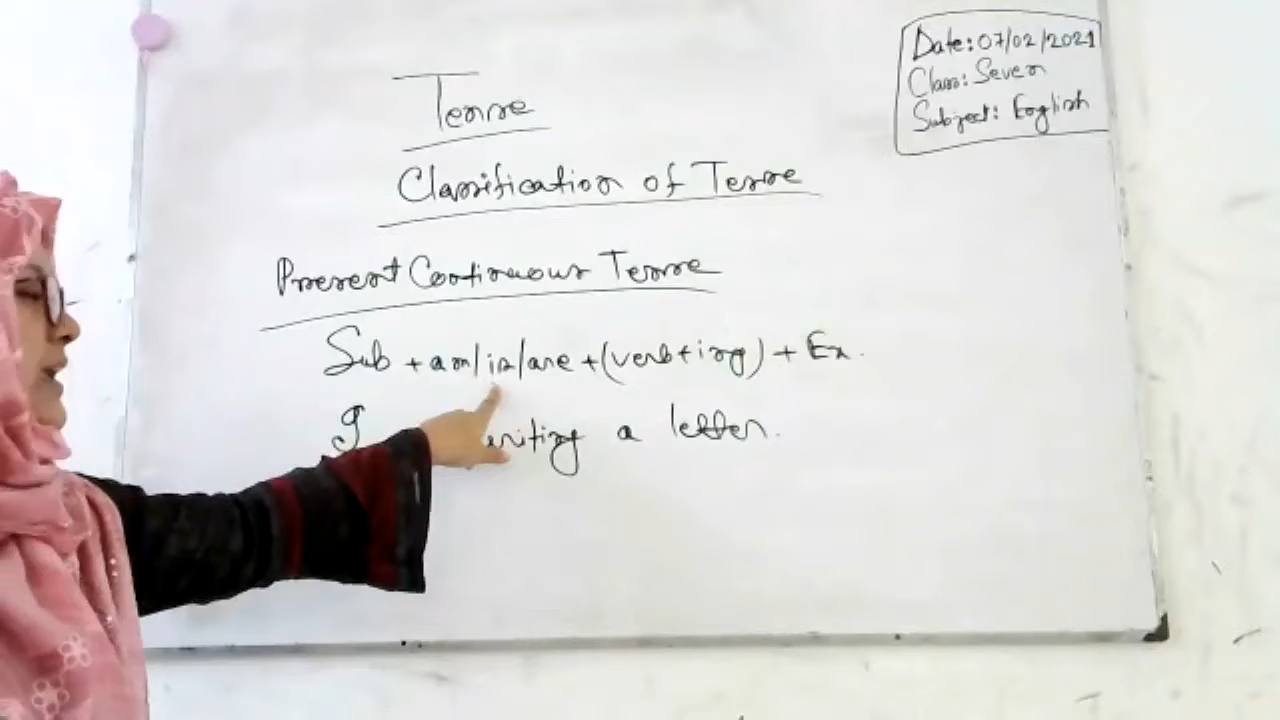 Date: 07/02/2021
Class: Seven
Subject: English
Tense
Classification of Tense
Present Continuous Tense
Sub + am/is/are + (verb + ing) + Ex.
I writing a letter.